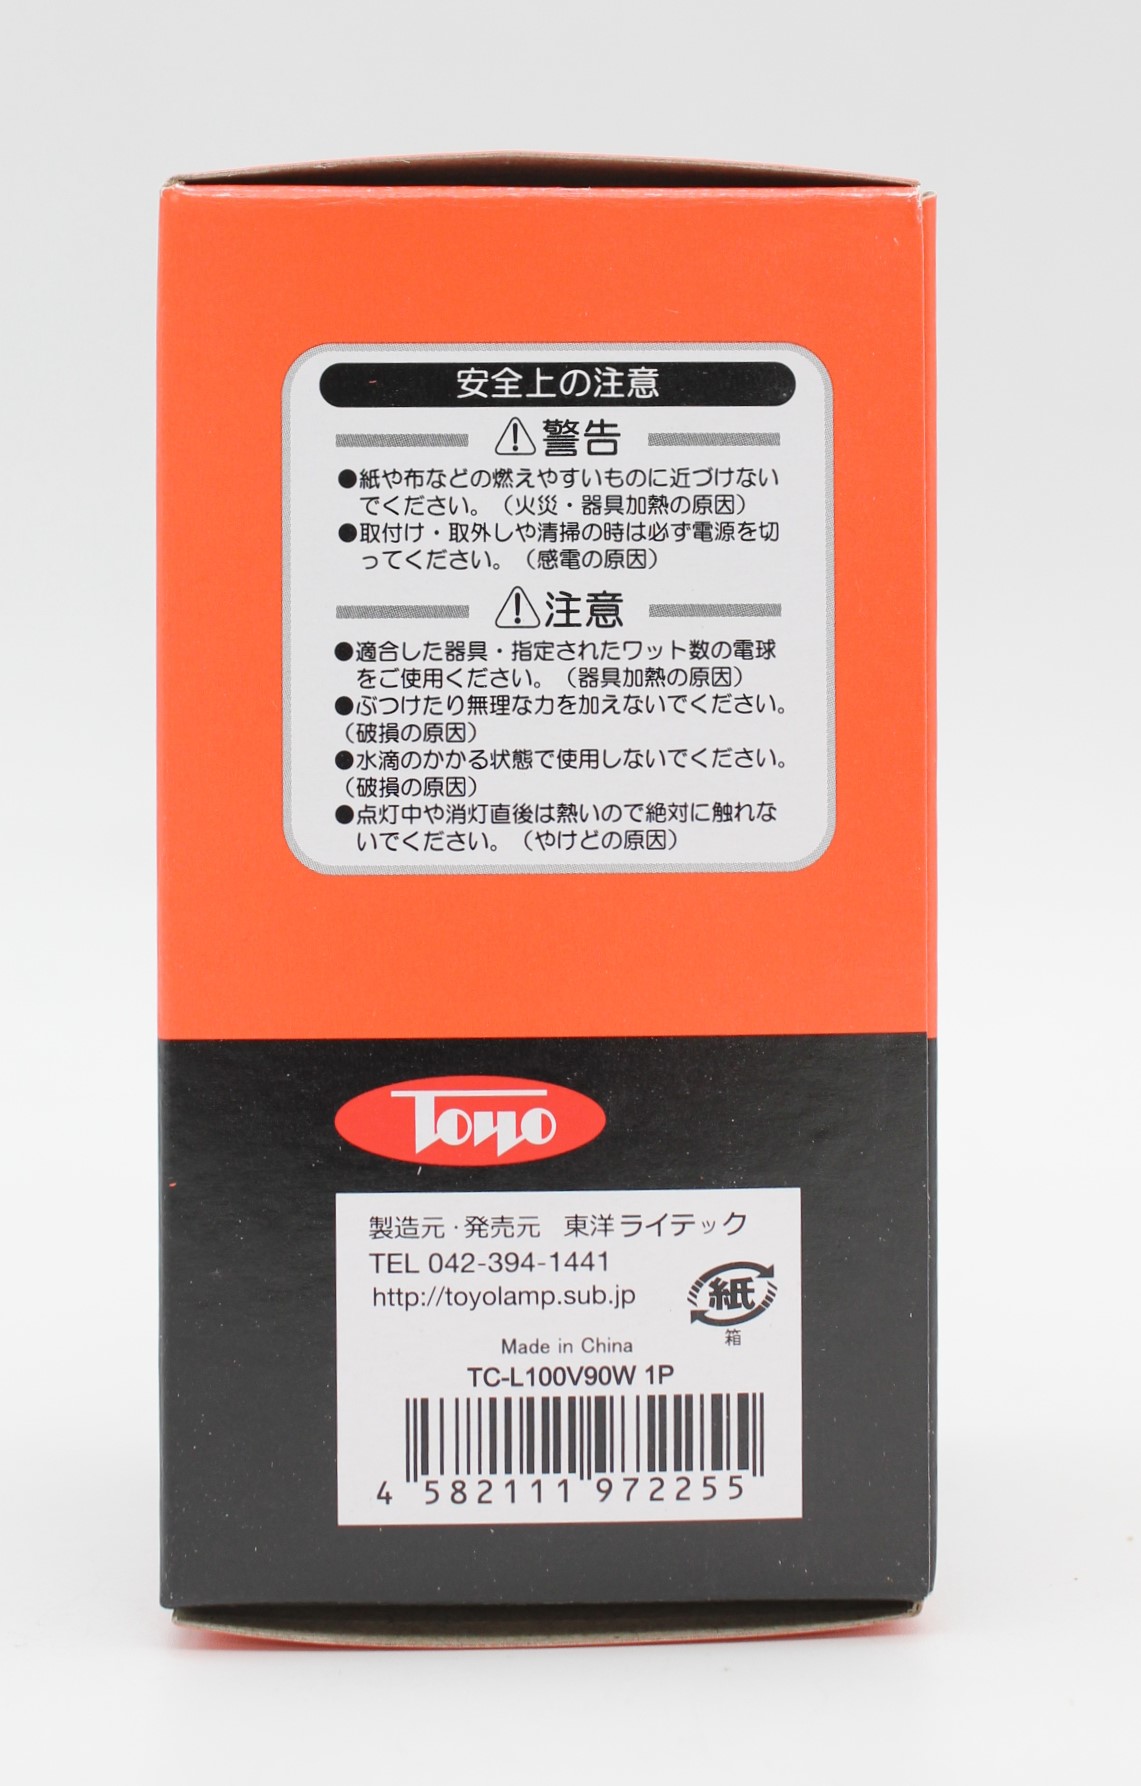 安全上の注意
警告
●紙や布などの燃えやすいものに近づけない
でください。（火災・器具加熱の原因）
●取付け・取外しや清掃の時は必ず電源を切
ってください。（感電の原因）
注意
●適合した器具・指定されたワット数の電球
をご使用ください。（器具加熱の原因）
●ぶつけたり無理な力を加えないでください。
（破損の原因）
●水滴のかかる状態で使用しないでください。
（破損の原因）
●点灯中や消灯直後は熱いので絶対に触れな
いでください。（やけどの原因）
Toyo
製造元・発売元 東洋ライテック
TEL 042-394-1441
http://toyolamp.sub.jp
紙
箱
Made in China
TC-L100V90W 1P
4 582111 972255